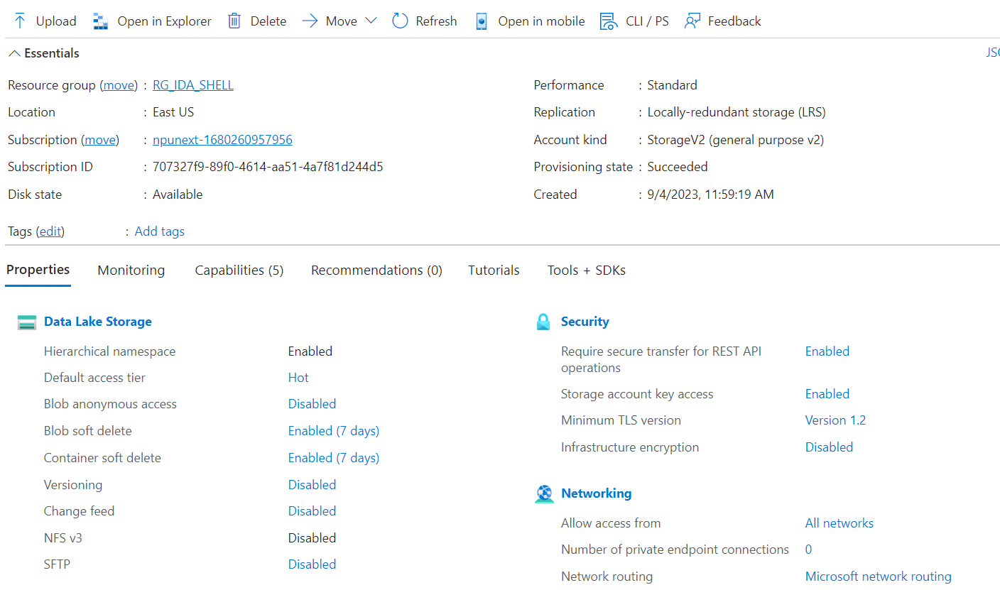 Upload Open in Explorer Delete Move Refresh Open in mobile CLI / PS Feedback
Essentials
Resource group (move) : RG_IDA_SHELL
Location : East US
Subscription (move) : npunext-1680260957956
Subscription ID : 707327f9-89f0-4614-aa51-4a7f81d244d5
Disk state : Available
Tags (edit) : Add tags
Performance : Standard
Replication : Locally-redundant storage (LRS)
Account kind : StorageV2 (general purpose v2)
Provisioning state : Succeeded
Created : 9/4/2023, 11:59:19 AM
Properties Monitoring Capabilities (5) Recommendations (0) Tutorials Tools + SDKs
Data Lake Storage
Hierarchical namespace Enabled
Default access tier Hot
Blob anonymous access Disabled
Blob soft delete Enabled (7 days)
Container soft delete Enabled (7 days)
Versioning Disabled
Change feed Disabled
NFS v3 Disabled
SFTP Disabled
Security
Require secure transfer for REST API Enabled
operations
Storage account key access Enabled
Minimum TLS version Version 1.2
Infrastructure encryption Disabled
Networking
Allow access from All networks
Number of private endpoint connections 0
Network routing Microsoft network routing